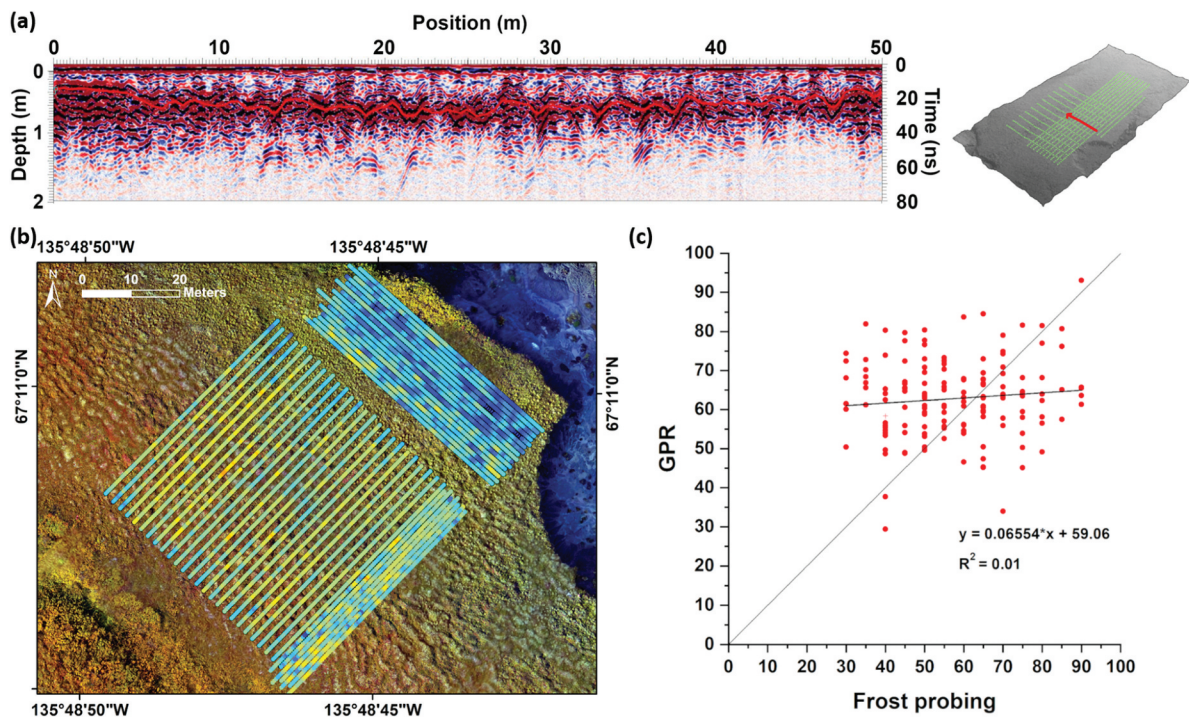 (a)
Position (m)
0 10 20 30 40 50
0
1
2
Depth (m)
0
20
40
60
80
Time (ns)
(b)
135°48'50"W 135°48'45"W
N
0 10 20
Meters
67°11'0"N
67°11'0"N
135°48'50"W 135°48'45"W
(c)
100
90
80
70
60
50
40
30
20
10
0
GPR
y = 0.06554*x + 59.06
R² = 0.01
0 10 20 30 40 50 60 70 80 90 100
Frost probing